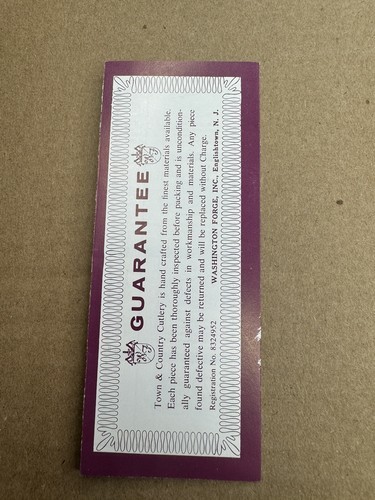 GUARANTEE
Town & Country Cutlery is hand crafted from the finest materials available.
Each piece has been thoroughly inspected before packing and is uncondition-
ally guaranteed against defects in workmanship and materials. Any piece
found defective may be returned and will be replaced without Charge.
Registration No. 3324952 WASHINGTON FORGE, INC., Englishtown, N. J.